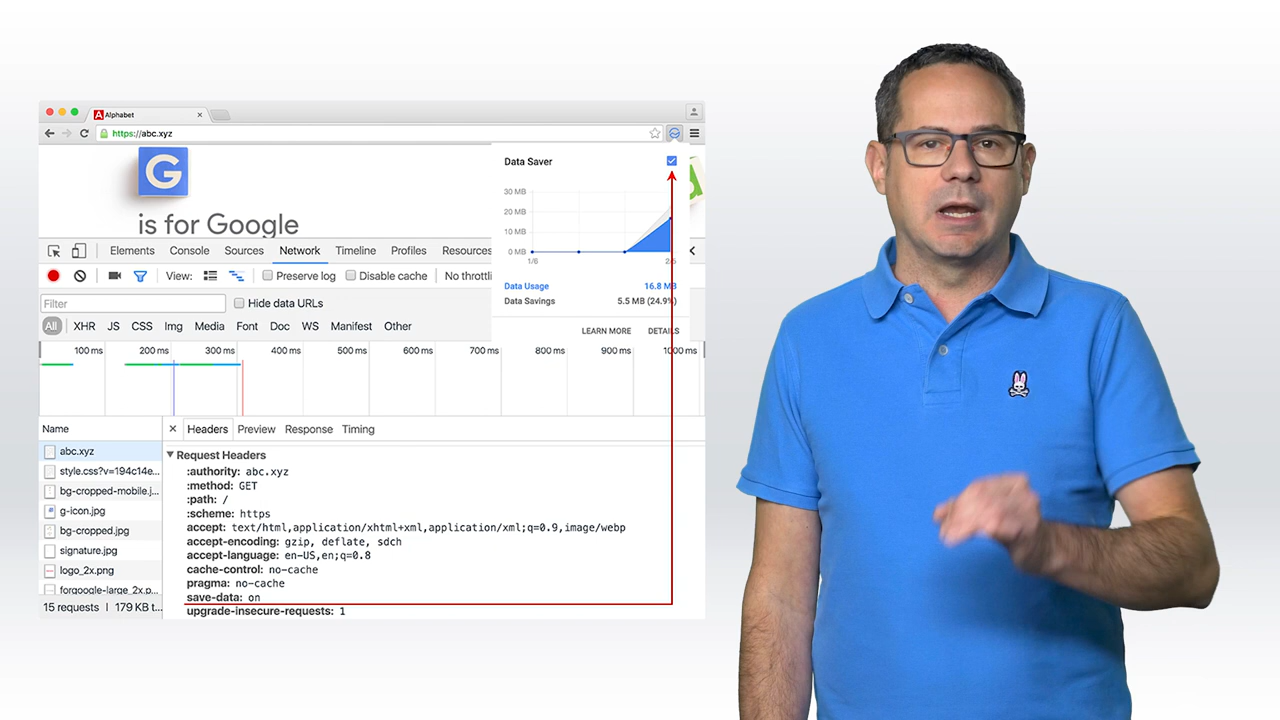 Alphabet
https://abc.xyz
G
is for Google
Data Saver
30 MB
20 MB
10 MB
0 MB
1/6
Data Usage 16.8 MB
Data Savings 5.5 MB (24.9%)
LEARN MORE DETAILS
Elements Console Sources Network Timeline Profiles Resources
View: Preserve log Disable cache No throttli
Filter Hide data URLs
All XHR JS CSS Img Media Font Doc WS Manifest Other
100 ms 200 ms 300 ms 400 ms 500 ms 600 ms 700 ms 800 ms 900 ms 1000 ms
Name Headers Preview Response Timing
abc.xyz
style.css?v=194c14e...
bg-cropped-mobile.j...
g-icon.jpg
bg-cropped.jpg
signature.jpg
logo_2x.png
forgoogle-large_2x.p...
15 requests | 179 KB t...
Request Headers
:authority: abc.xyz
:method: GET
:path: /
:scheme: https
accept: text/html,application/xhtml+xml,application/xml;q=0.9,image/webp
accept-encoding: gzip, deflate, sdch
accept-language: en-US,en;q=0.8
cache-control: no-cache
pragma: no-cache
save-data: on
upgrade-insecure-requests: 1